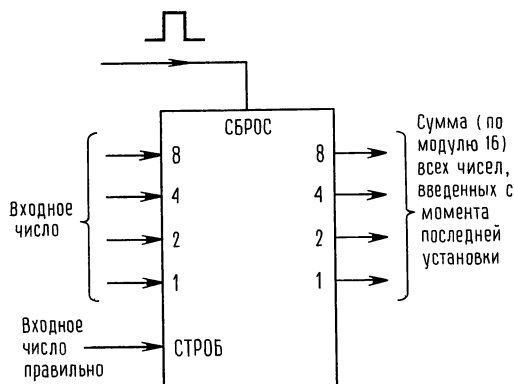 СБРОС
Входное
число
8
4
2
1
8
4
2
1
Сумма (по
модулю 16)
всех чисел,
введенных с
момента
последней
установки
Входное
число
правильно
СТРОБ